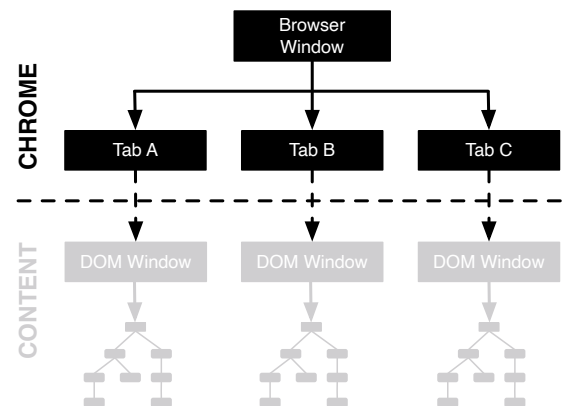 Browser
Window
CHROME
Tab A
Tab B
Tab C
CONTENT
DOM Window
DOM Window
DOM Window